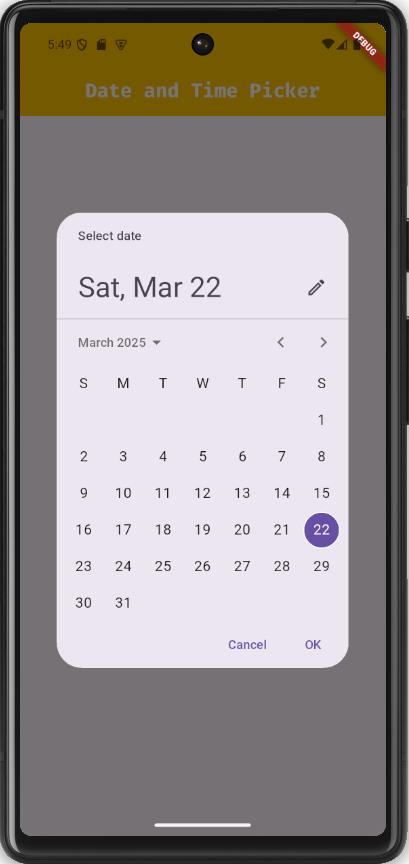 5:49
DEBUG
Date and Time Picker
Select date
Sat, Mar 22
March 2025
S M T W T F S
1
2 3 4 5 6 7 8
9 10 11 12 13 14 15
16 17 18 19 20 21 22
23 24 25 26 27 28 29
30 31
Cancel OK